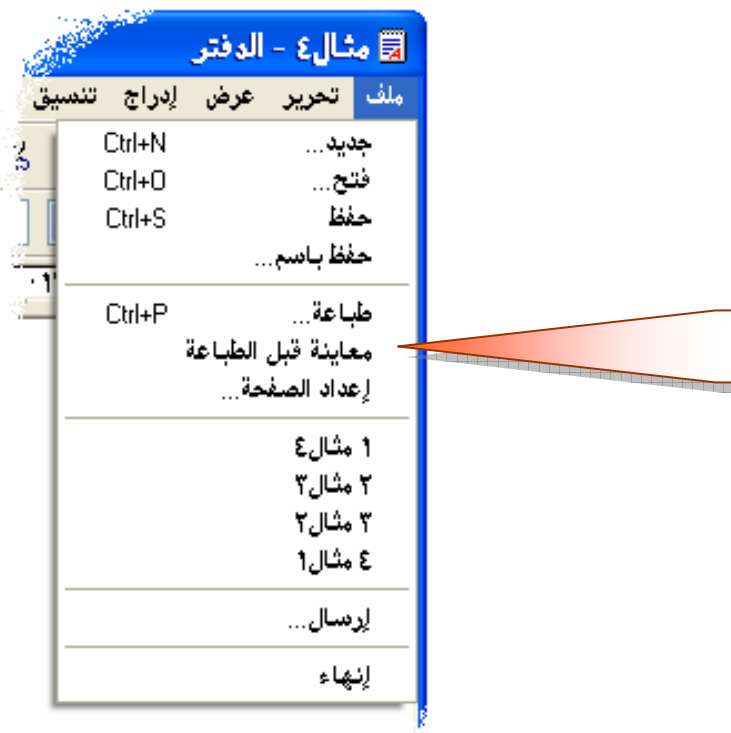 مثال٤ - الدفتر
ملف تحرير عرض إدراج تنسيق
جديد... Ctrl+N
فتح... Ctrl+O
حفظ Ctrl+S
حفظ باسم...
طباعة... Ctrl+P
معاينة قبل الطباعة
إعداد الصفحة...
١ مثال٤
٢ مثال٣
٣ مثال٢
٤ مثال١
إرسال...
إنهاء